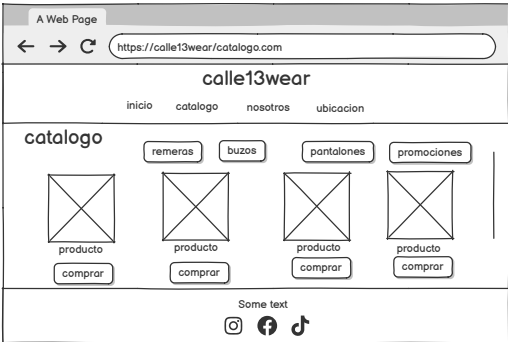 A Web Page
https://calle13wear/catalogo.com
calle13wear
inicio catalogo nosotros ubicacion
catalogo
remeras buzos pantalones promociones
producto producto producto producto
comprar comprar comprar comprar
Some text